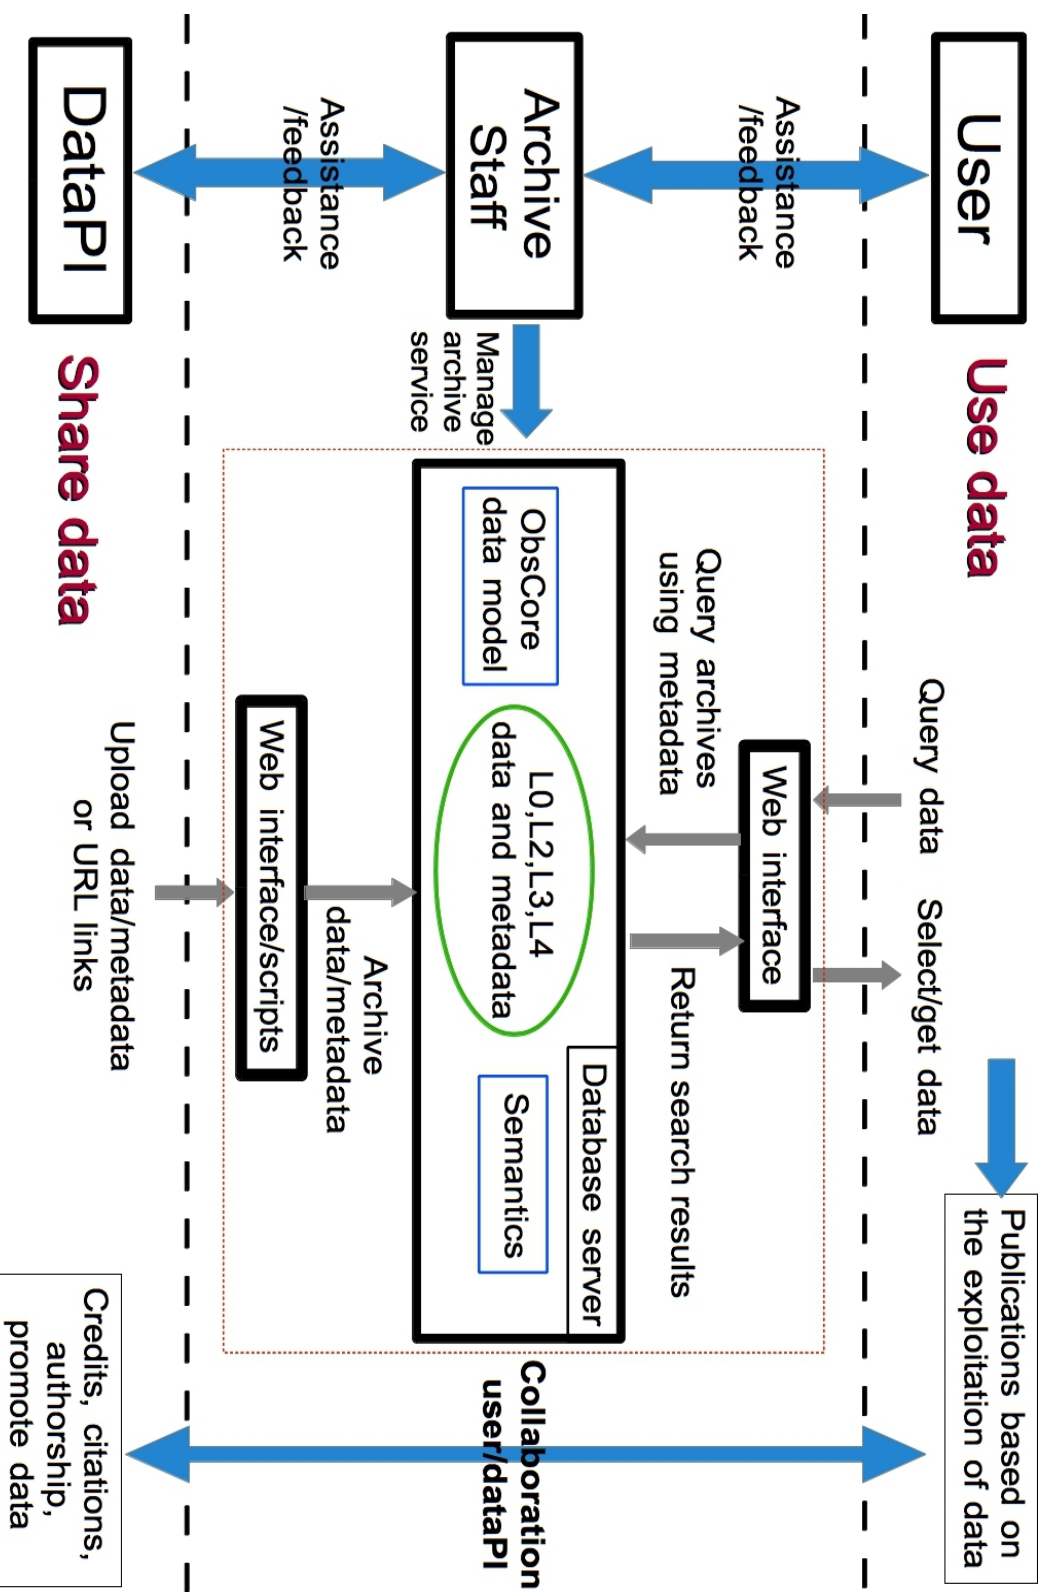 User
Use data
Query data
Select/get data
Publications based on
the exploitation of data
Assistance
/feedback
Query archives
using metadata
Web interface
Return search results
Archive
Staff
Manage
archive
service
ObsCore
data model
L0,L2,L3,L4
data and metadata
Database server
Semantics
Collaboration
user/dataPI
Assistance
/feedback
Archive
data/metadata
Web interface/scripts
DataPI
Share data
Upload data/metadata
or URL links
Credits, citations,
authorship,
promote data